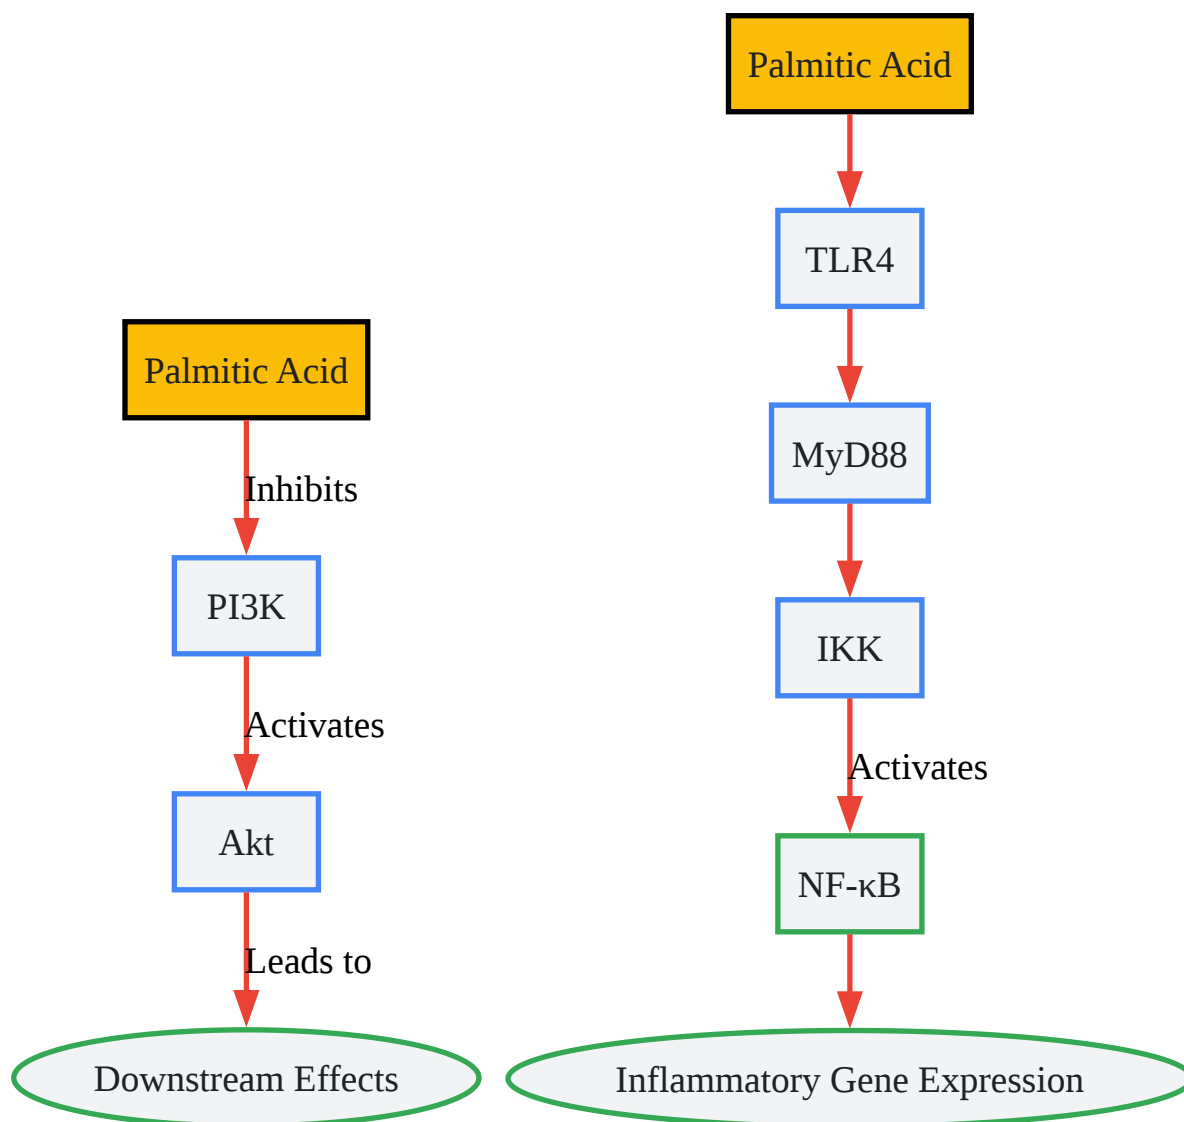 Palmitic Acid
Inhibits
PI3K
Activates
Akt
Leads to
Downstream Effects
Palmitic Acid
TLR4
MyD88
IKK
Activates
NF-κB
Inflammatory Gene Expression